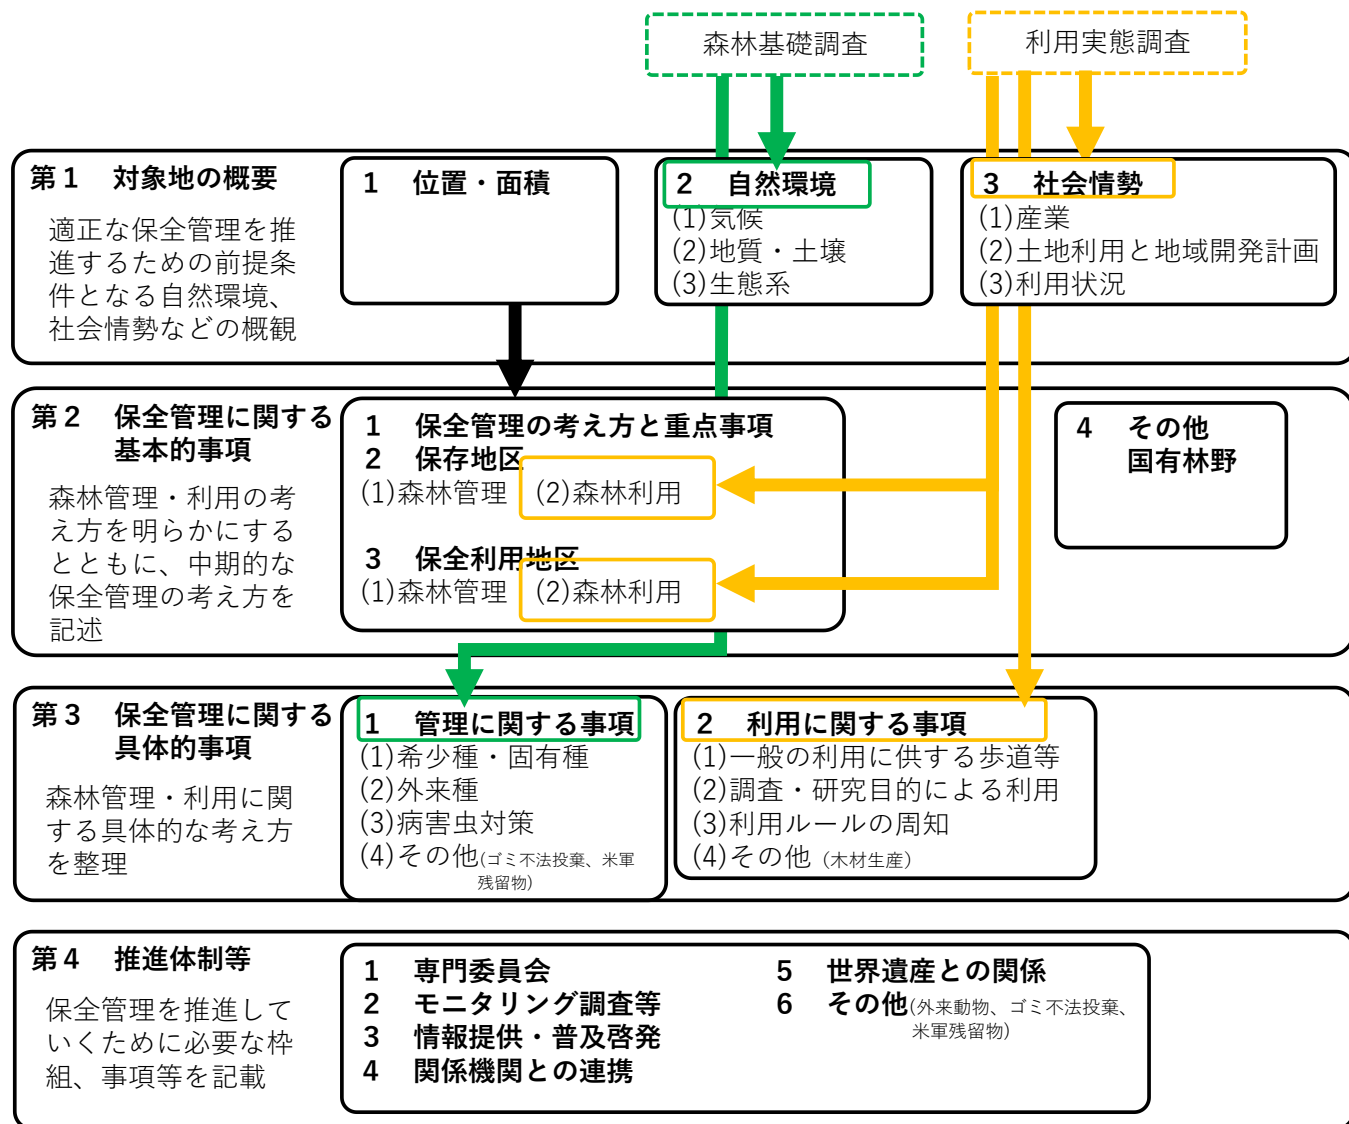 森林基礎調査
利用実態調査
第１　対象地の概要
適正な保全管理を推
進するための前提条
件となる自然環境、
社会情勢などの概観
１　位置・面積
２　自然環境
(1)気候
(2)地質・土壌
(3)生態系
３　社会情勢
(1)産業
(2)土地利用と地域開発計画
(3)利用状況
第２　保全管理に関する
基本的事項
森林管理・利用の考
え方を明らかにする
とともに、中期的な
保全管理の考え方を
記述
１　保全管理の考え方と重点事項
２　保存地区
(1)森林管理　(2)森林利用
３　保全利用地区
(1)森林管理　(2)森林利用
４　その他
国有林野
第３　保全管理に関する
具体的事項
森林管理・利用に関
する具体的な考え方
を整理
１　管理に関する事項
(1)希少種・固有種
(2)外来種
(3)病害虫対策
(4)その他(ゴミ不法投棄、米軍
残留物)
２　利用に関する事項
(1)一般の利用に供する歩道等
(2)調査・研究目的による利用
(3)利用ルールの周知
(4)その他（木材生産）
第４　推進体制等
保全管理を推進して
いくために必要な枠
組、事項等を記載
１　専門委員会
２　モニタリング調査等
３　情報提供・普及啓発
４　関係機関との連携
５　世界遺産との関係
６　その他(外来動物、ゴミ不法投棄、
米軍残留物)